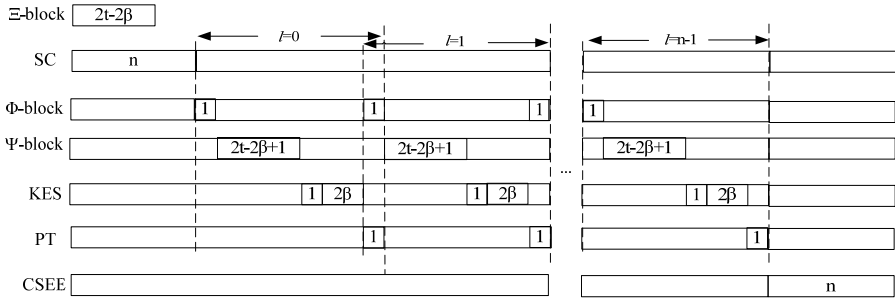 Ξ-block 2t-2β
l=0 l=1 l=n-1
SC n
Φ-block 1 1 1 1
Ψ-block 2t-2β+1 2t-2β+1 2t-2β+1
...
KES 1 2β 1 2β 1 2β
PT 1 1 1
CSEE n